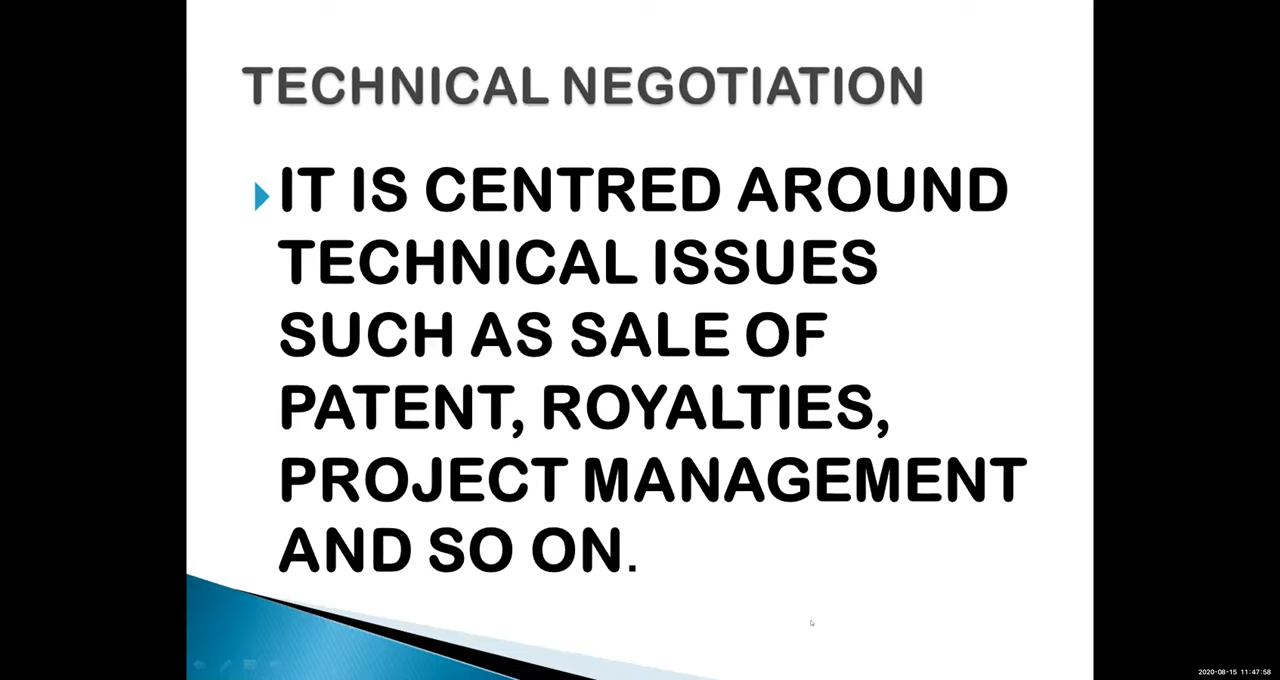 TECHNICAL NEGOTIATION
IT IS CENTRED AROUND
TECHNICAL ISSUES
SUCH AS SALE OF
PATENT, ROYALTIES,
PROJECT MANAGEMENT
AND SO ON.
2020-08-15 11:47:58